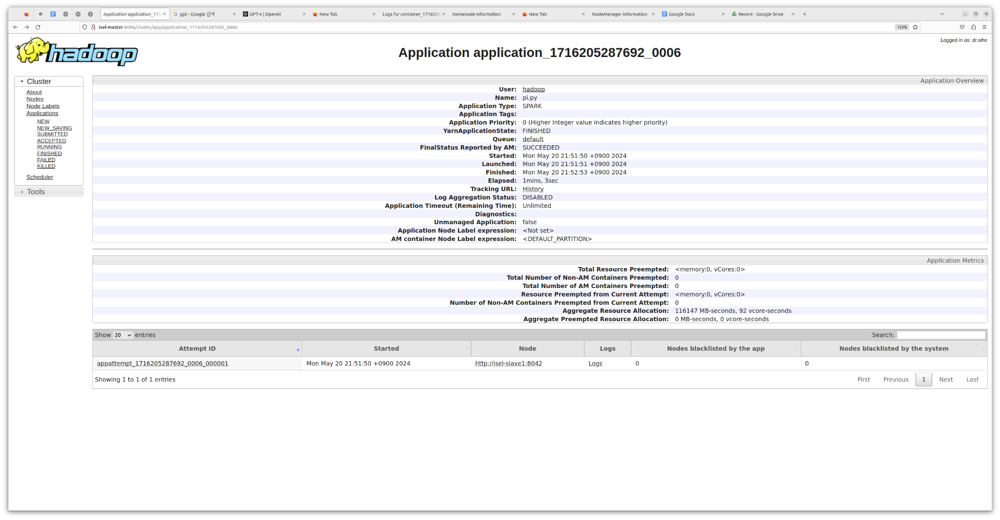 Application application_171 gpt - Google 검색 GPT-4 | OpenAI New Tab Logs for container_1716205 Namenode information New Tab NodeManager information Google Docs Recent - Google Drive
isel-master:8088/cluster/app/application_1716205287692_0006 133%
Logged in as: dr.who
hadoop
Application application_1716205287692_0006
Cluster
About
Nodes
Node Labels
Applications
NEW
NEW_SAVING
SUBMITTED
ACCEPTED
RUNNING
FINISHED
FAILED
KILLED
Scheduler
Tools
Application Overview
User: hadoop
Name: pi.py
Application Type: SPARK
Application Tags:
Application Priority: 0 (Higher Integer value indicates higher priority)
YarnApplicationState: FINISHED
Queue: default
FinalStatus Reported by AM: SUCCEEDED
Started: Mon May 20 21:51:50 +0900 2024
Launched: Mon May 20 21:51:51 +0900 2024
Finished: Mon May 20 21:52:53 +0900 2024
Elapsed: 1mins, 3sec
Tracking URL: History
Log Aggregation Status: DISABLED
Application Timeout (Remaining Time): Unlimited
Diagnostics:
Unmanaged Application: false
Application Node Label expression: <Not set>
AM container Node Label expression: <DEFAULT_PARTITION>
Application Metrics
Total Resource Preempted: <memory:0, vCores:0>
Total Number of Non-AM Containers Preempted: 0
Total Number of AM Containers Preempted: 0
Resource Preempted from Current Attempt: <memory:0, vCores:0>
Number of Non-AM Containers Preempted from Current Attempt: 0
Aggregate Resource Allocation: 116147 MB-seconds, 92 vcore-seconds
Aggregate Preempted Resource Allocation: 0 MB-seconds, 0 vcore-seconds
Show 20 entries Search:
Attempt ID Started Node Logs Nodes blacklisted by the app Nodes blacklisted by the system
appattempt_1716205287692_0006_000001 Mon May 20 21:51:50 +0900 2024 http://isel-slave1:8042 Logs 0 0
Showing 1 to 1 of 1 entries First Previous 1 Next Last